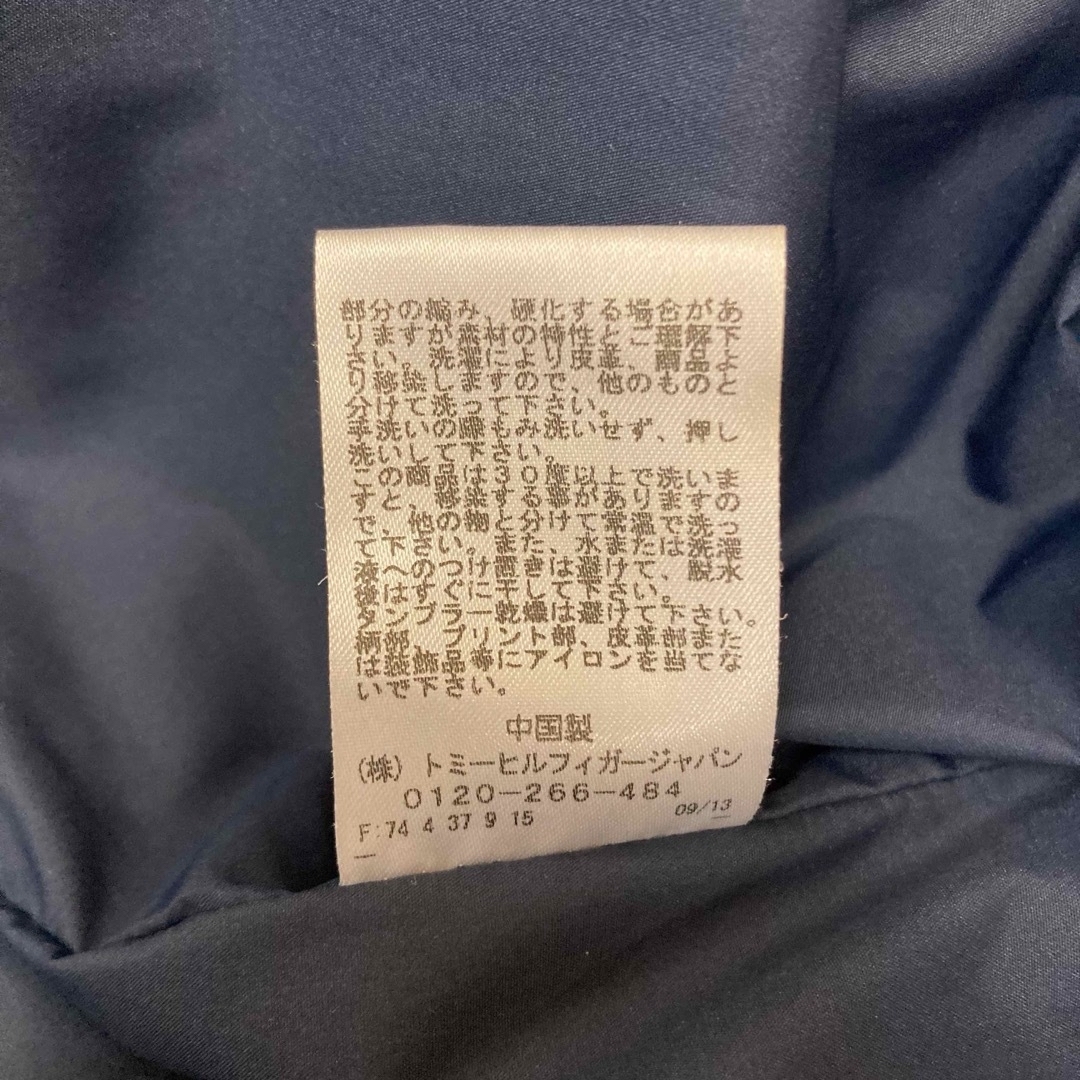 部分の縮み、硬化する場合があ
ります。素材の特性とご理解下
さいが洗濯によリ皮革、商品よ
り移染しますので、他のものと
分けて洗って下さい。
手洗いの際もみ洗いせず、押し
洗いして下さい。
この商品は30度以上で洗いま
すと、移染する事がありますの
で、他の物と分けて常温で洗っ
て下さい。また、水または洗濯
液へのつけ置きは避けて、脱水
後はすぐに干して下さい。
タンブラー乾燥は避けて下さい。
柄部、プリント部、皮革部また
は装飾品等にアイロンを当てな
いで下さい。
中国製
(株)トミーヒルフィガージャパン
0120-266-484
F:74 4 37 9 15
09/13